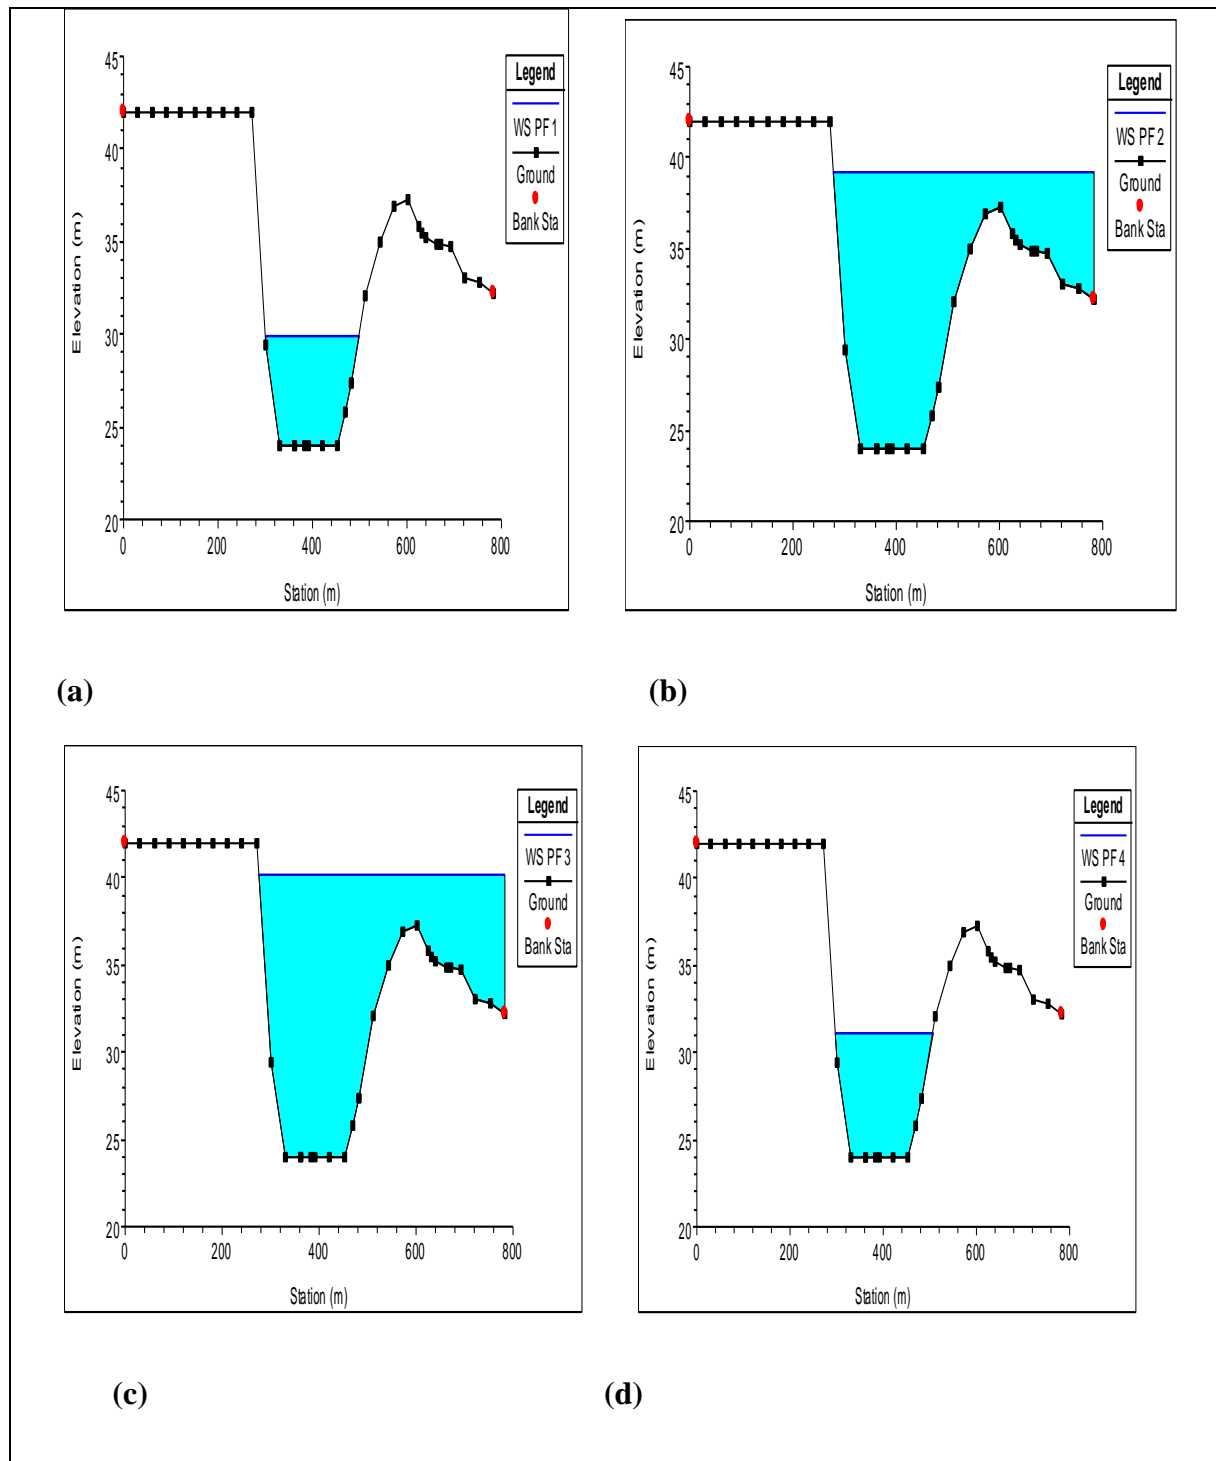 45
40
35
30
25
20
Elevation (m)
0 200 400 600 800
Station (m)
Legend
WS PF 1
Ground
Bank Sta
45
40
35
30
25
20
Elevation (m)
0 200 400 600 800
Station (m)
Legend
WS PF 2
Ground
Bank Sta
(a) (b)
45
40
35
30
25
20
Elevation (m)
0 200 400 600 800
Station (m)
Legend
WS PF 3
Ground
Bank Sta
45
40
35
30
25
20
Elevation (m)
0 200 400 600 800
Station (m)
Legend
WS PF 4
Ground
Bank Sta
(c) (d)